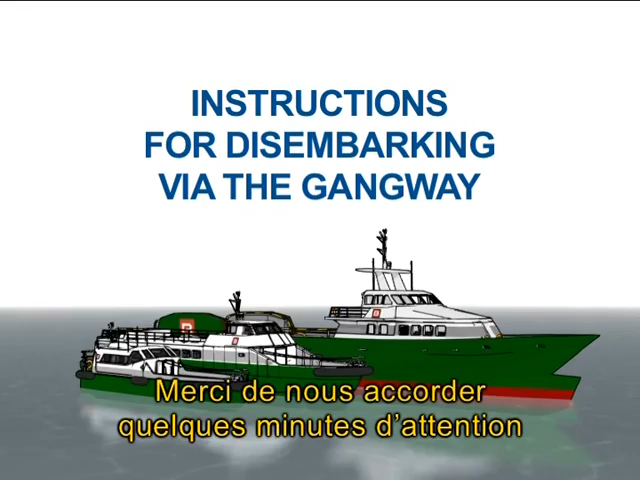 INSTRUCTIONS
FOR DISEMBARKING
VIA THE GANGWAY
Merci de nous accorder
quelques minutes d'attention